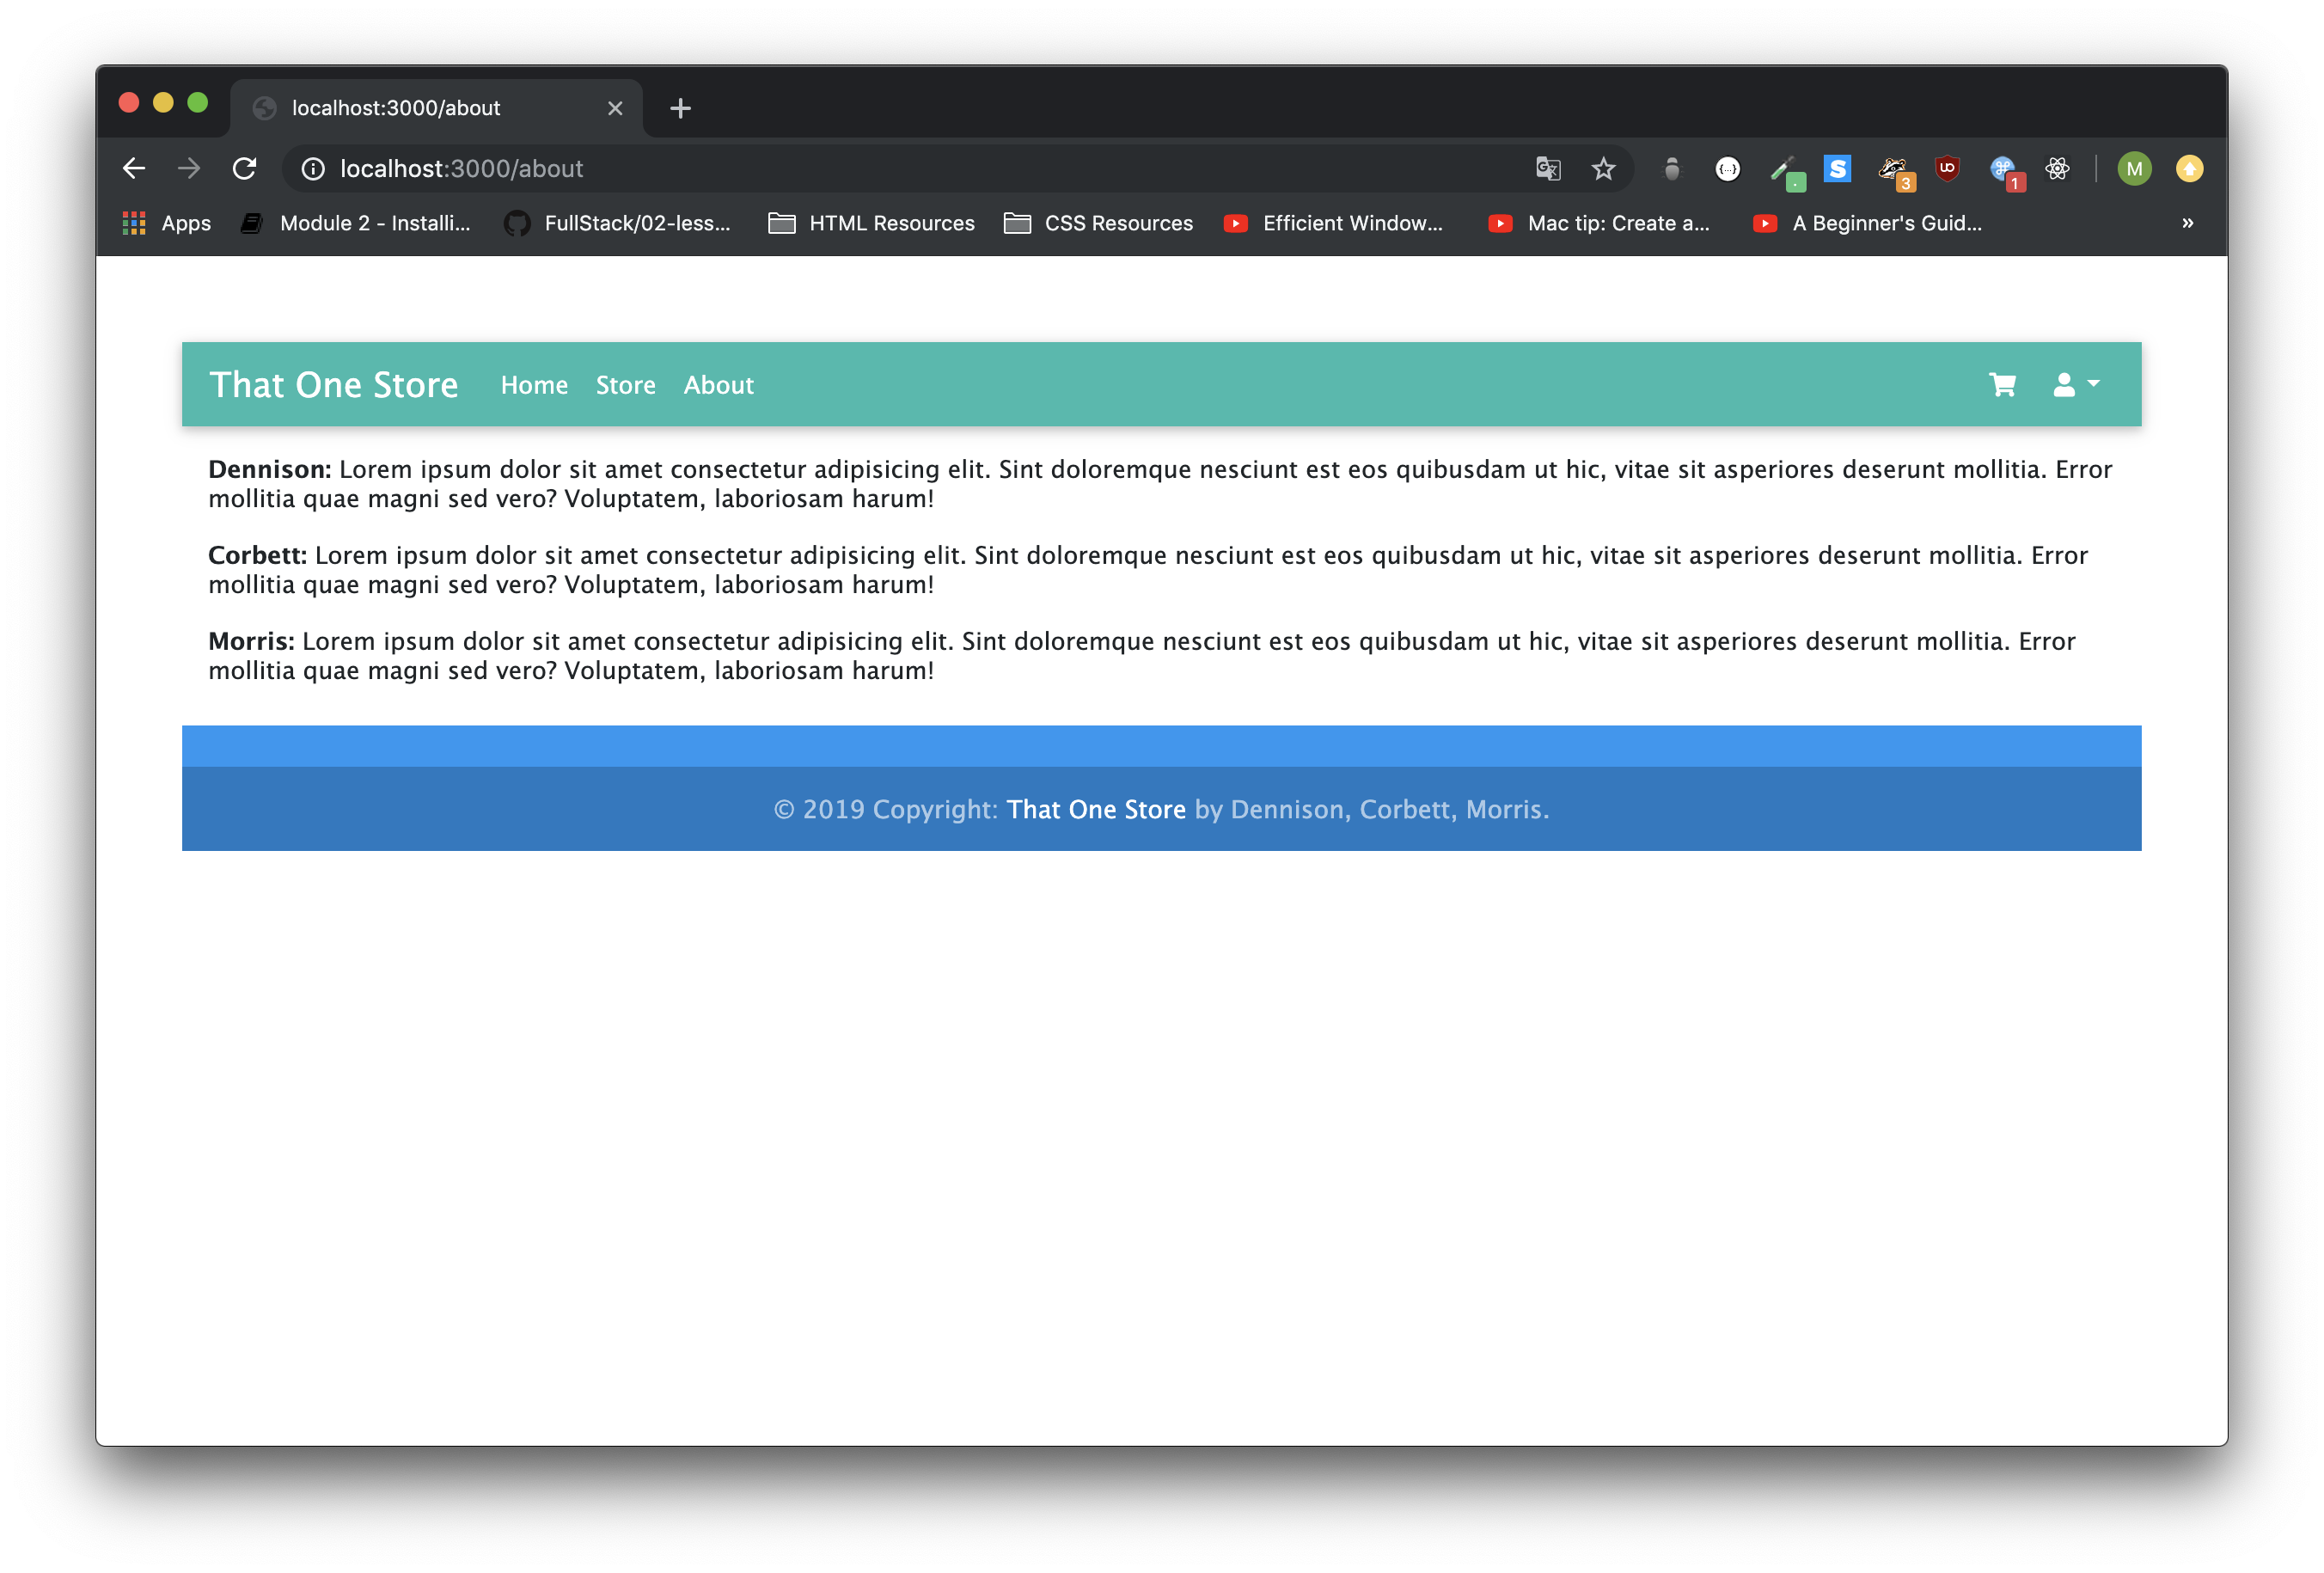 localhost:3000/about
localhost:3000/about
3
1
M
Apps Module 2 - Installi... FullStack/02-less... HTML Resources CSS Resources Efficient Window... Mac tip: Create a... A Beginner's Guid... »
That One Store Home Store About
Dennison: Lorem ipsum dolor sit amet consectetur adipisicing elit. Sint doloremque nesciunt est eos quibusdam ut hic, vitae sit asperiores deserunt mollitia. Error
mollitia quae magni sed vero? Voluptatem, laboriosam harum!
Corbett: Lorem ipsum dolor sit amet consectetur adipisicing elit. Sint doloremque nesciunt est eos quibusdam ut hic, vitae sit asperiores deserunt mollitia. Error
mollitia quae magni sed vero? Voluptatem, laboriosam harum!
Morris: Lorem ipsum dolor sit amet consectetur adipisicing elit. Sint doloremque nesciunt est eos quibusdam ut hic, vitae sit asperiores deserunt mollitia. Error
mollitia quae magni sed vero? Voluptatem, laboriosam harum!
© 2019 Copyright: That One Store by Dennison, Corbett, Morris.